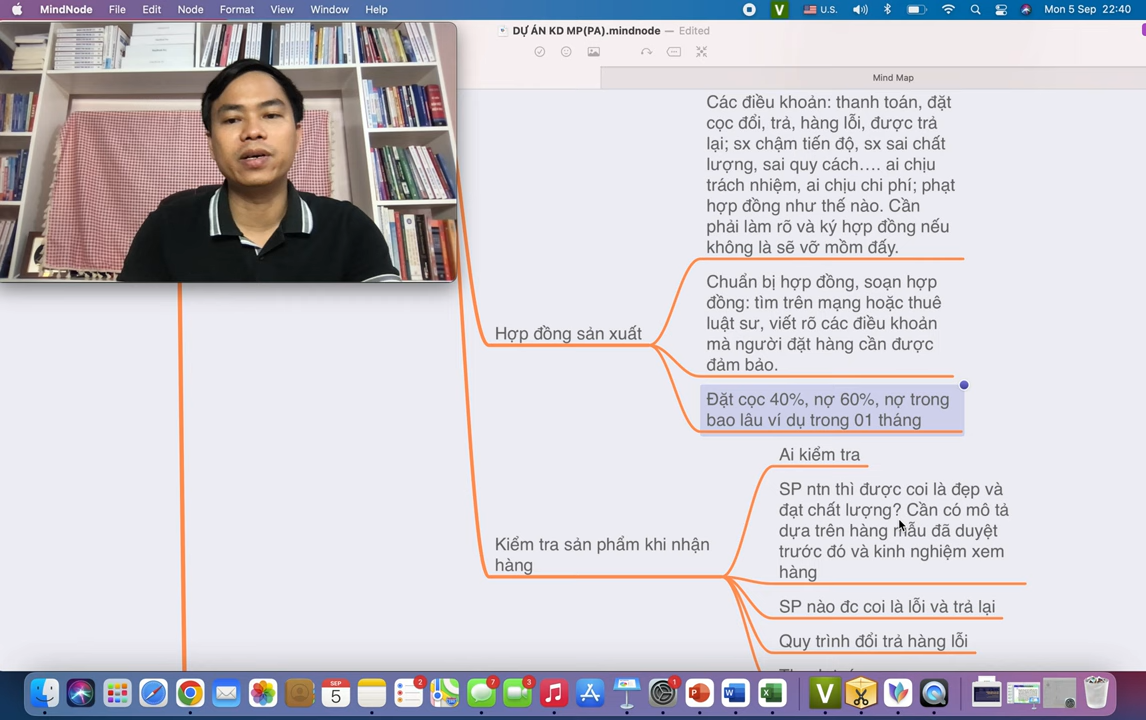 MindNode File Edit Node Format View Window Help
U.S. Mon 5 Sep 22:40
DỰ ÁN KD MP(PA).mindnode — Edited
Mind Map
Các điều khoản: thanh toán, đặt
cọc đổi, trả, hàng lỗi, được trả
lại; sx chậm tiến độ, sx sai chất
lượng, sai quy cách…. ai chịu
trách nhiệm, ai chịu chi phí; phạt
hợp đồng như thế nào. Cần
phải làm rõ và ký hợp đồng nếu
không là sẽ vỡ mồm đấy.
Hợp đồng sản xuất
Chuẩn bị hợp đồng, soạn hợp
đồng: tìm trên mạng hoặc thuê
luật sư, viết rõ các điều khoản
mà người đặt hàng cần được
đảm bảo.
Đặt cọc 40%, nợ 60%, nợ trong
bao lâu ví dụ trong 01 tháng
Kiểm tra sản phẩm khi nhận
hàng
Ai kiểm tra
SP ntn thì được coi là đẹp và
đạt chất lượng? Cần có mô tả
dựa trên hàng mẫu đã duyệt
trước đó và kinh nghiệm xem
hàng
SP nào đc coi là lỗi và trả lại
Quy trình đổi trả hàng lỗi
SEP
5
2
7
3
1